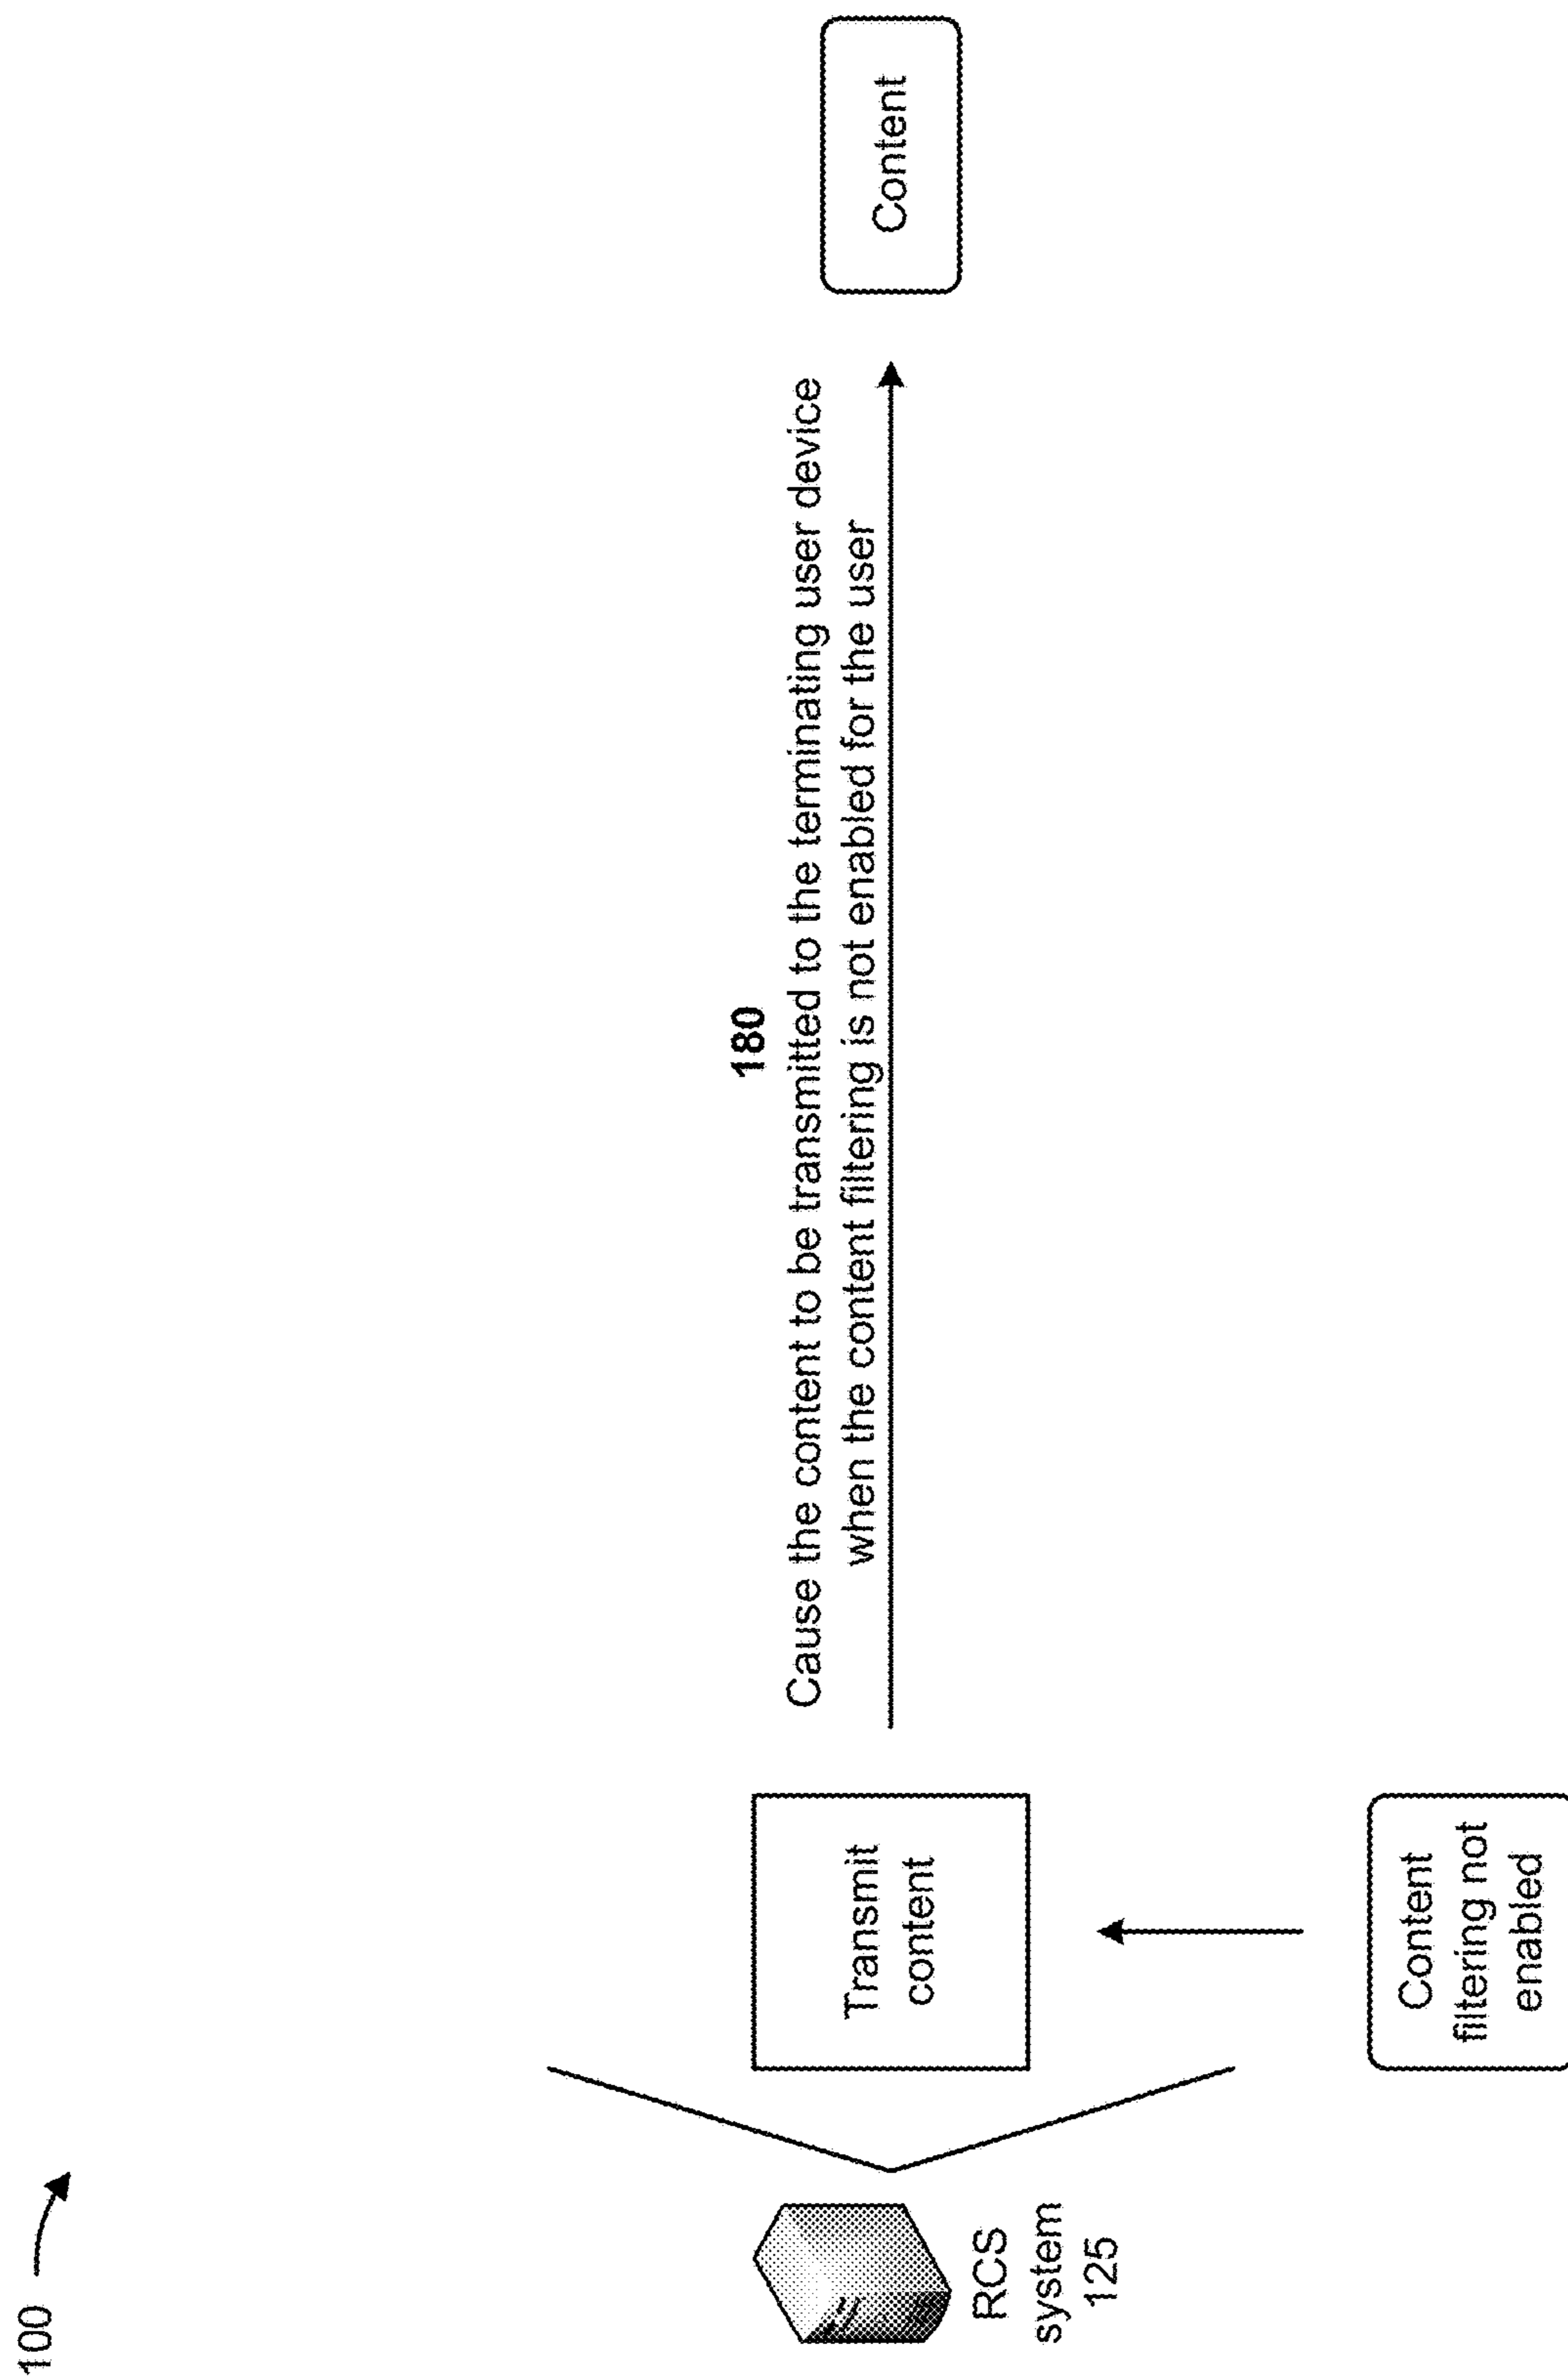 100
180
Cause the content to be transmitted to the terminating user device
when the content filtering is not enabled for the user
Content
Transmit
content
RCS
system
125
Content
filtering not
enabled